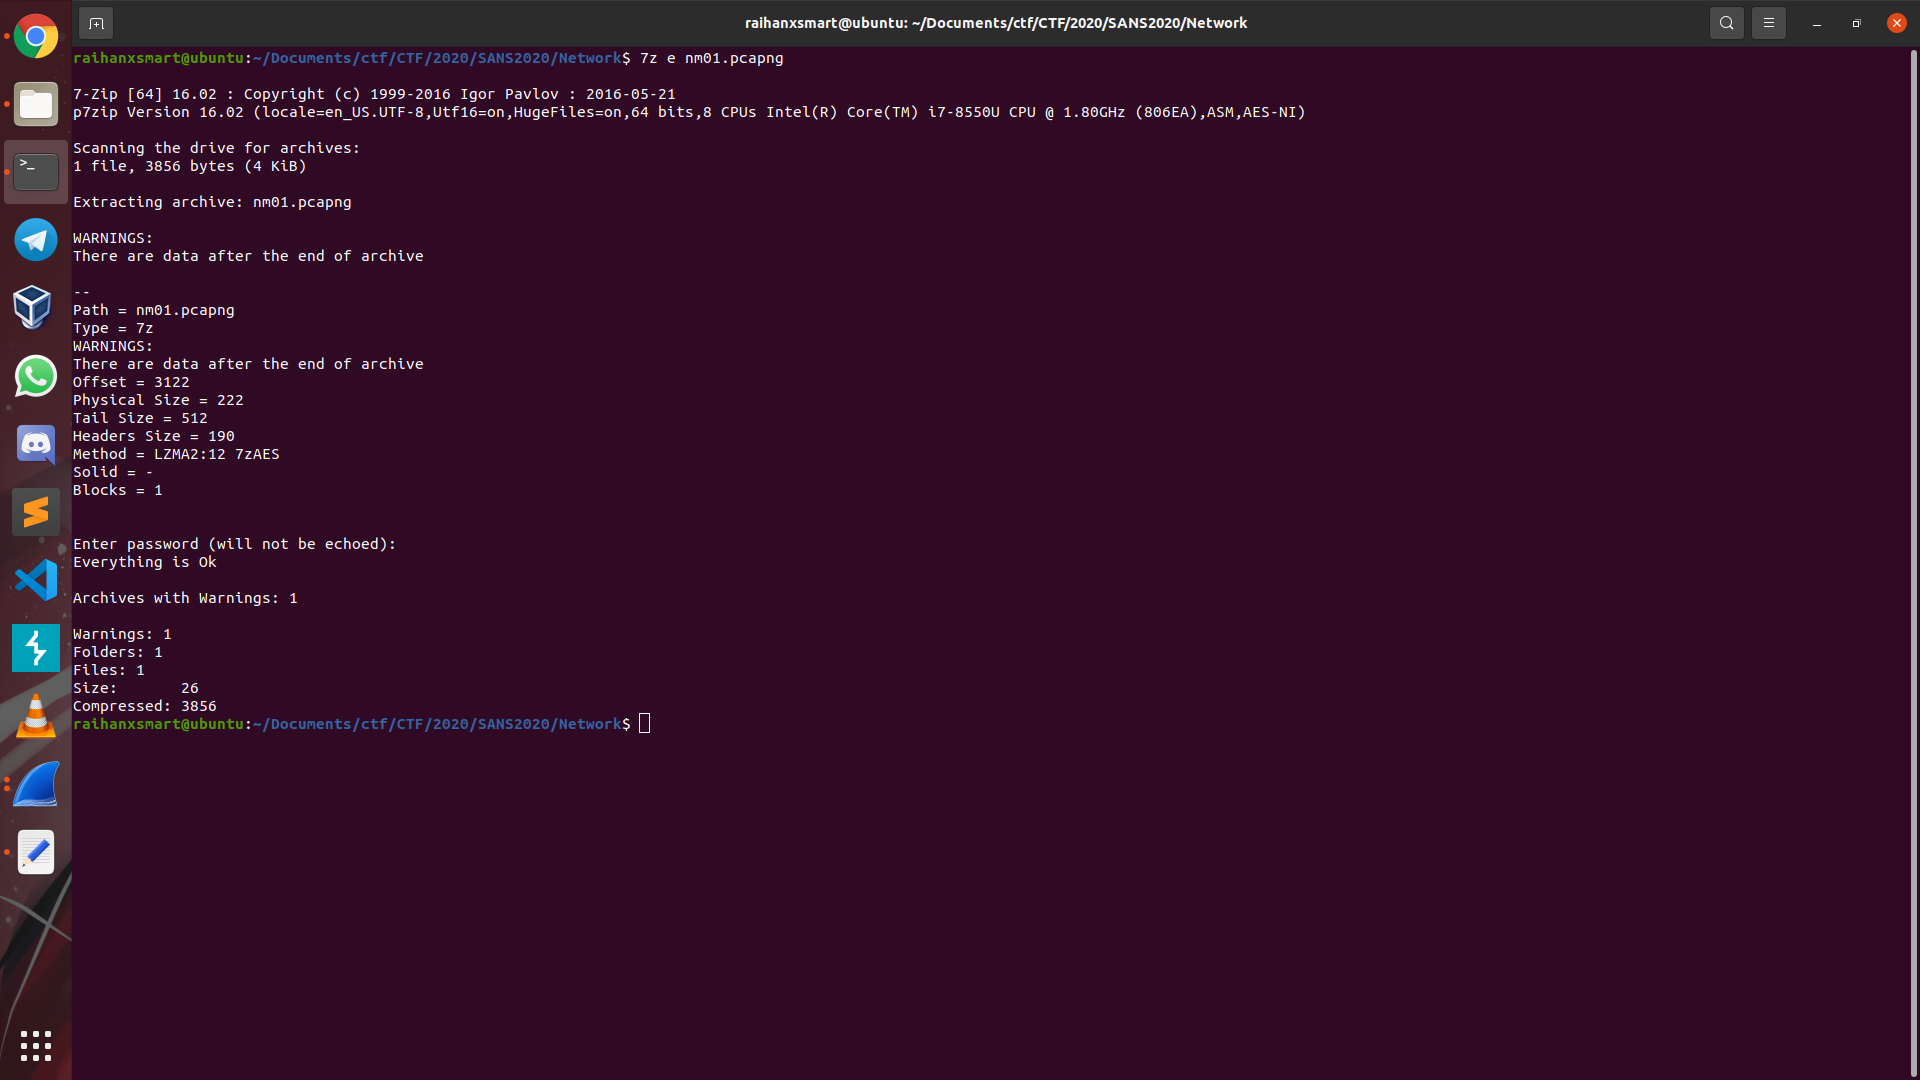 raihanxsmart@ubuntu: ~/Documents/ctf/CTF/2020/SANS2020/Network
raihanxsmart@ubuntu:~/Documents/ctf/CTF/2020/SANS2020/Network$ 7z e nm01.pcapng
7-Zip [64] 16.02 : Copyright (c) 1999-2016 Igor Pavlov : 2016-05-21
p7zip Version 16.02 (locale=en_US.UTF-8,Utf16=on,HugeFiles=on,64 bits,8 CPUs Intel(R) Core(TM) i7-8550U CPU @ 1.80GHz (806EA),ASM,AES-NI)
Scanning the drive for archives:
1 file, 3856 bytes (4 KiB)
Extracting archive: nm01.pcapng
WARNINGS:
There are data after the end of archive
--
Path = nm01.pcapng
Type = 7z
WARNINGS:
There are data after the end of archive
Offset = 3122
Physical Size = 222
Tail Size = 512
Headers Size = 190
Method = LZMA2:12 7zAES
Solid = -
Blocks = 1
Enter password (will not be echoed):
Everything is Ok
Archives with Warnings: 1
Warnings: 1
Folders: 1
Files: 1
Size:       26
Compressed: 3856
raihanxsmart@ubuntu:~/Documents/ctf/CTF/2020/SANS2020/Network$